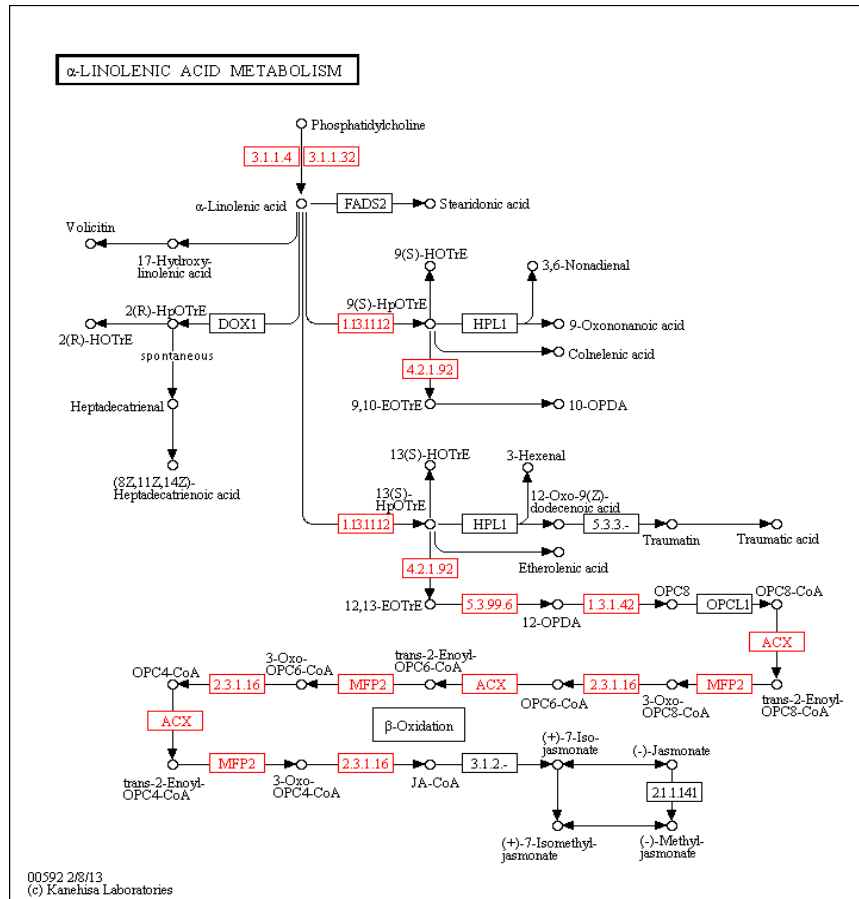 α-LINOLENIC ACID METABOLISM
Phosphatidylcholine
3.1.1.4
3.1.1.32
α-Linolenic acid
FADS2
Stearidonic acid
Volicitin
17-Hydroxy-
linolenic acid
9(S)-HOTrE
3,6-Nonadienal
2(R)-HpOTrE
2(R)-HOTrE
DOX1
spontaneous
9(S)-HpOTrE
1.13.11.12
HPL1
9-Oxononanoic acid
Colnelenic acid
4.2.1.92
Heptadecatrienal
9,10-EOTrE
10-OPDA
(8Z,11Z,14Z)-
Heptadecatrienoic acid
13(S)-HOTrE
3-Hexenal
13(S)-
HpOTrE
12-Oxo-9(Z)-
dodecenoic acid
1.13.11.12
HPL1
5.3.3.-
Traumatin
Traumatic acid
Etherolenic acid
4.2.1.92
12,13-EOTrE
5.3.99.6
12-OPDA
1.3.1.42
OPC8
OPCL1
OPC8-CoA
ACX
trans-2-Enoyl-
OPC8-CoA
MFP2
3-Oxo-
OPC8-CoA
2.3.1.16
OPC6-CoA
ACX
trans-2-Enoyl-
OPC6-CoA
MFP2
3-Oxo-
OPC6-CoA
2.3.1.16
OPC4-CoA
ACX
β-Oxidation
trans-2-Enoyl-
OPC4-CoA
MFP2
3-Oxo-
OPC4-CoA
2.3.1.16
JA-CoA
3.1.2.-
(+)-7-Iso-
jasmonate
(-)-Jasmonate
2.1.1.141
(+)-7-Isomethyl-
jasmonate
(-)-Methyl-
jasmonate
00592 2/8/13
(c) Kanehisa Laboratories